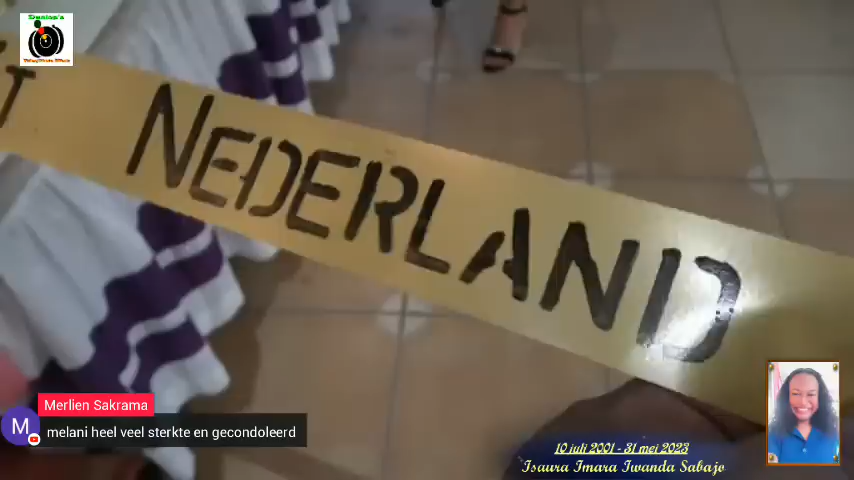 T NEDERLAND
Merlien Sakrama
M
melani heel veel sterkte en gecondoleerd
10 juli 2001 - 31 mei 2023
Isaura Imara Iwanda Sabajo